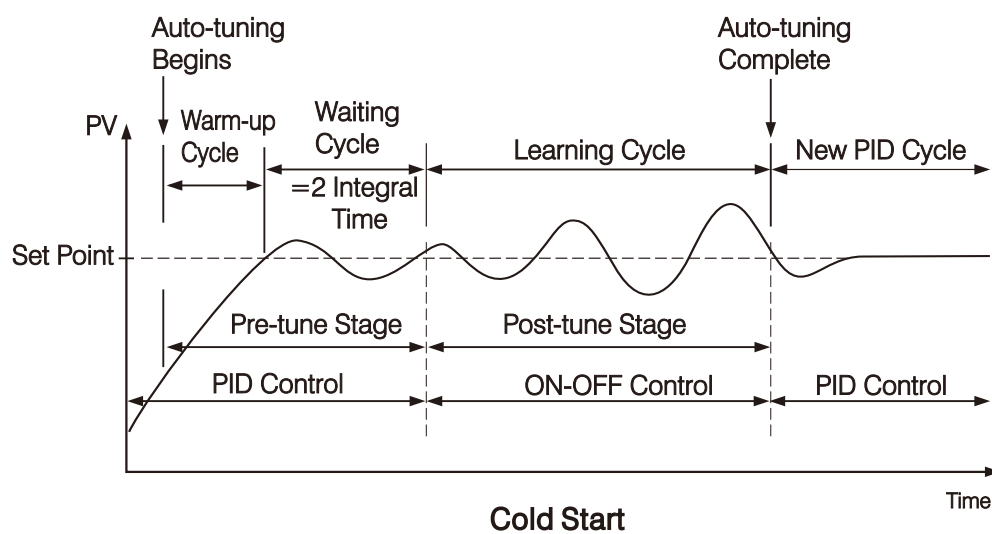 Auto-tuning
Begins
Auto-tuning
Complete
PV
Warm-up
Cycle
Waiting
Cycle
=2 Integral
Time
Learning Cycle
New PID Cycle
Set Point
Pre-tune Stage
Post-tune Stage
PID Control
ON-OFF Control
PID Control
Time
Cold Start